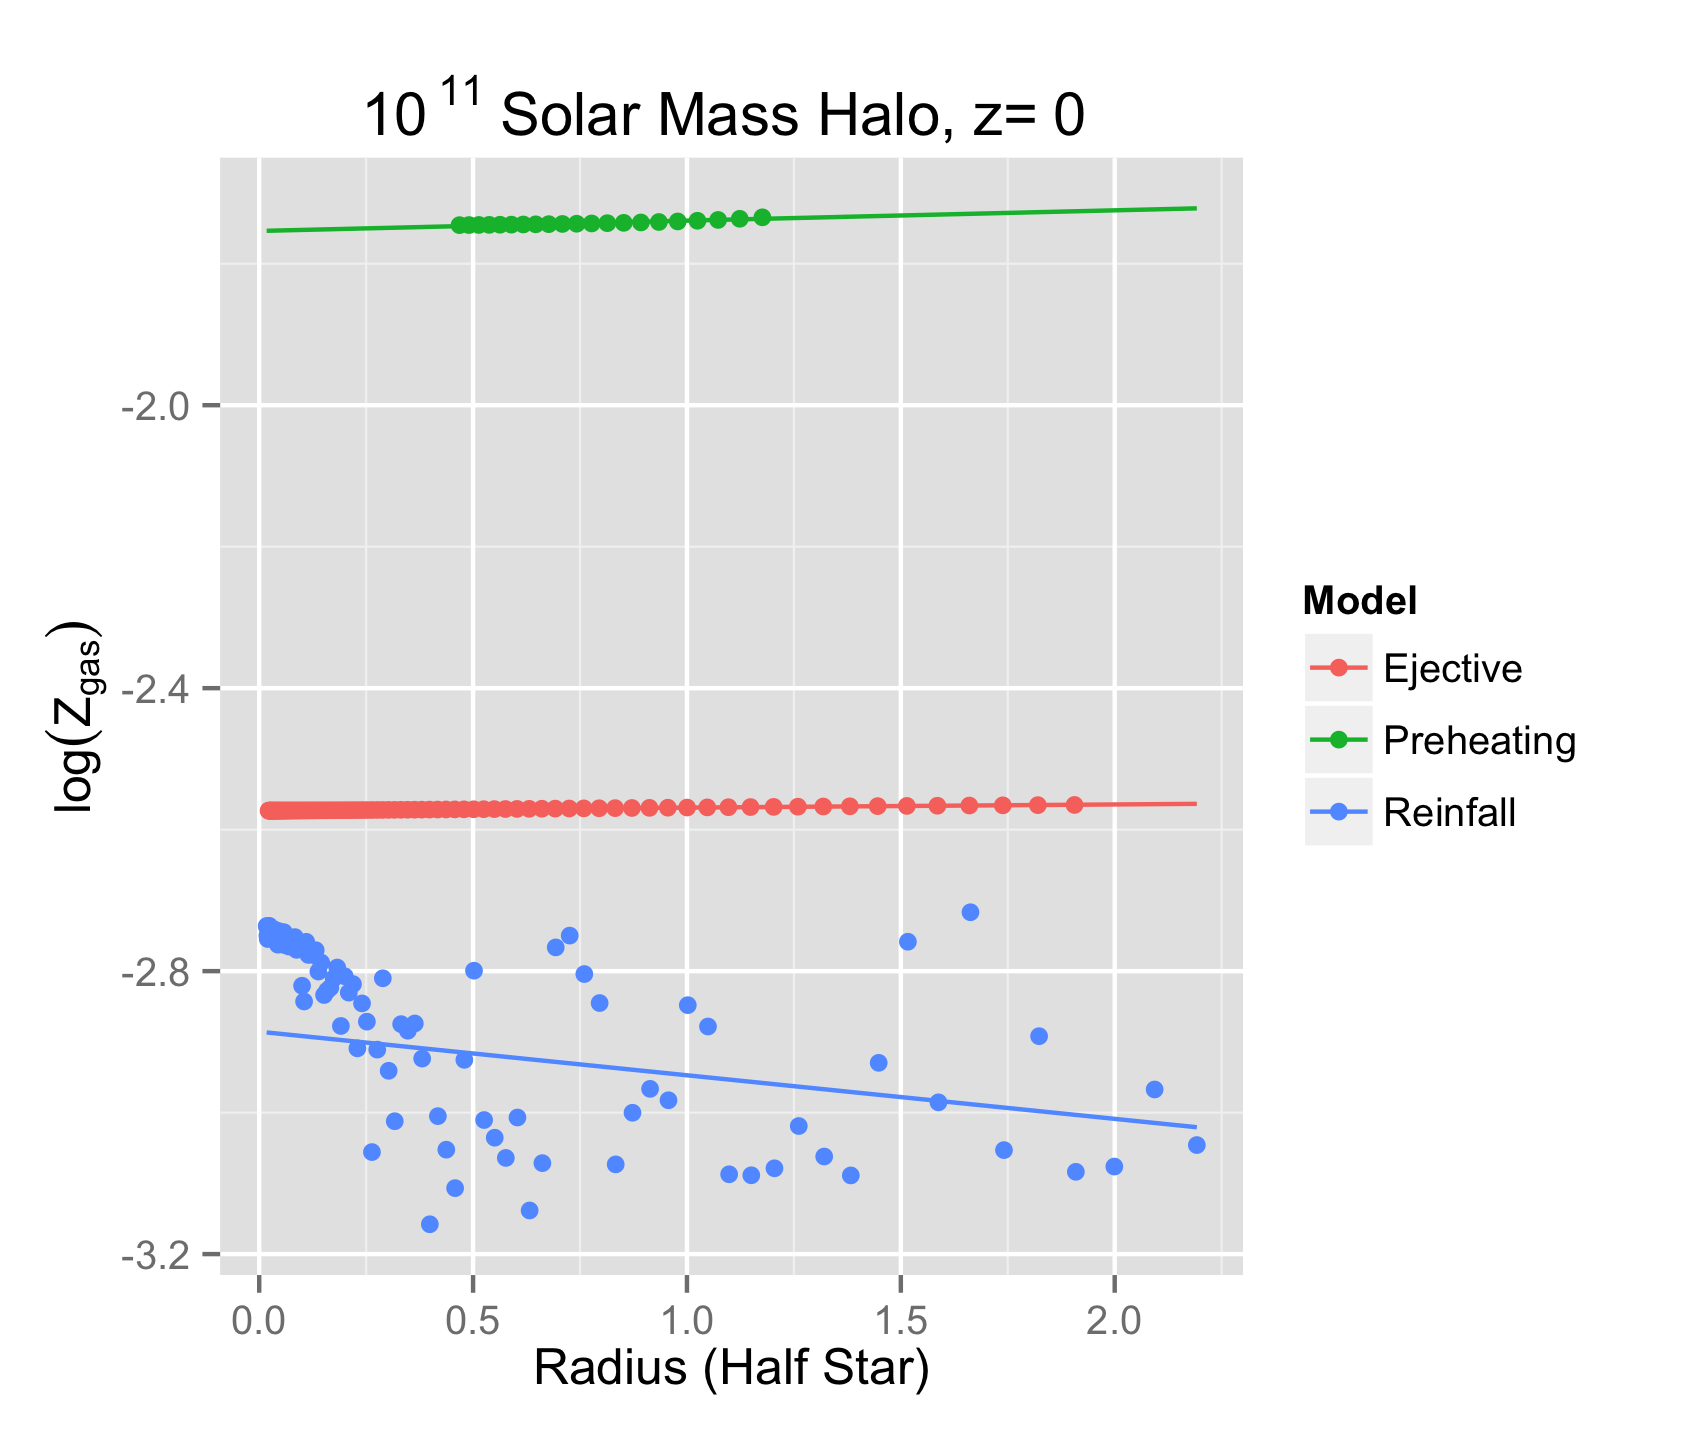 10 11 Solar Mass Halo, z= 0
log(Zgas)
-2.0
-2.4
-2.8
-3.2
0.0 0.5 1.0 1.5 2.0
Radius (Half Star)
Model
Ejective
Preheating
Reinfall